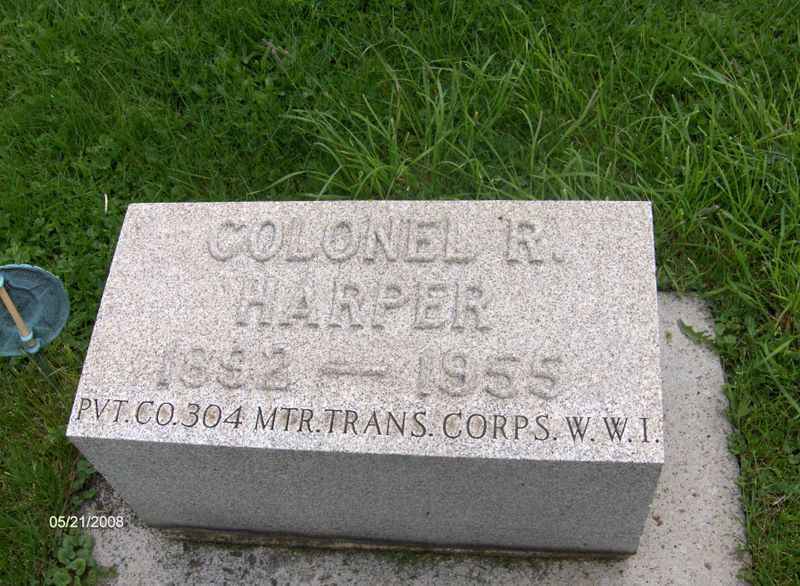 COLONEL R.
HARPER
1892 — 1955
PVT. CO. 304 MTR. TRANS. CORPS. W. W. I.
05/21/2008